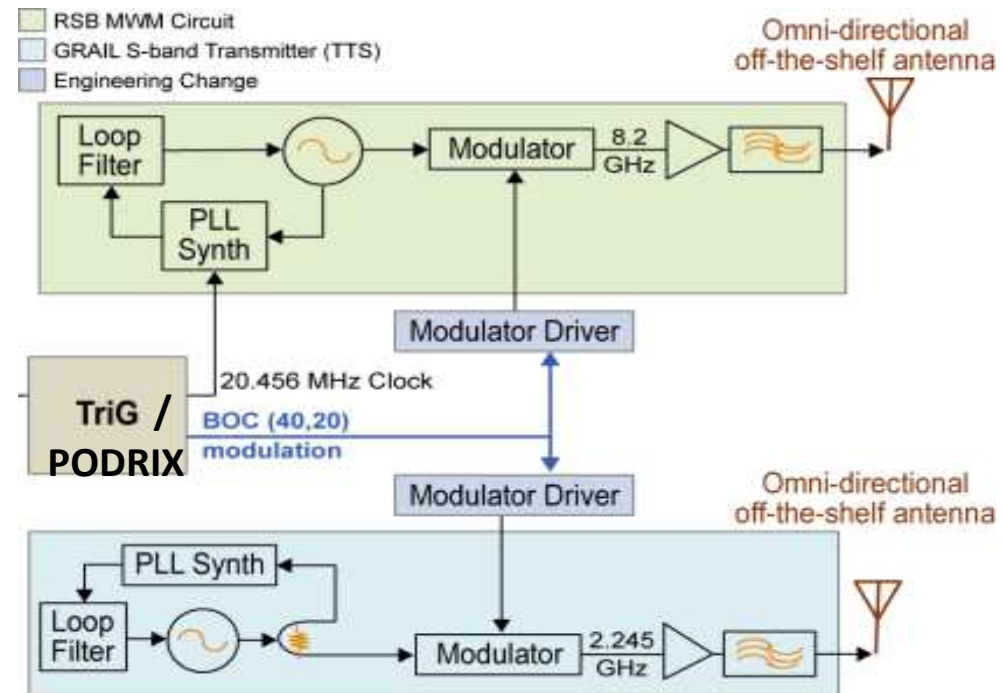 RSB MWM Circuit
GRAIL S-band Transmitter (TTS)
Engineering Change
Omni-directional
off-the-shelf antenna
Loop
Filter
Modulator
8.2
GHz
PLL
Synth
Modulator Driver
20.456 MHz Clock
TriG /
PODRIX
BOC (40,20)
modulation
Modulator Driver
Omni-directional
off-the-shelf antenna
PLL Synth
Loop
Filter
Modulator
2.245
GHz